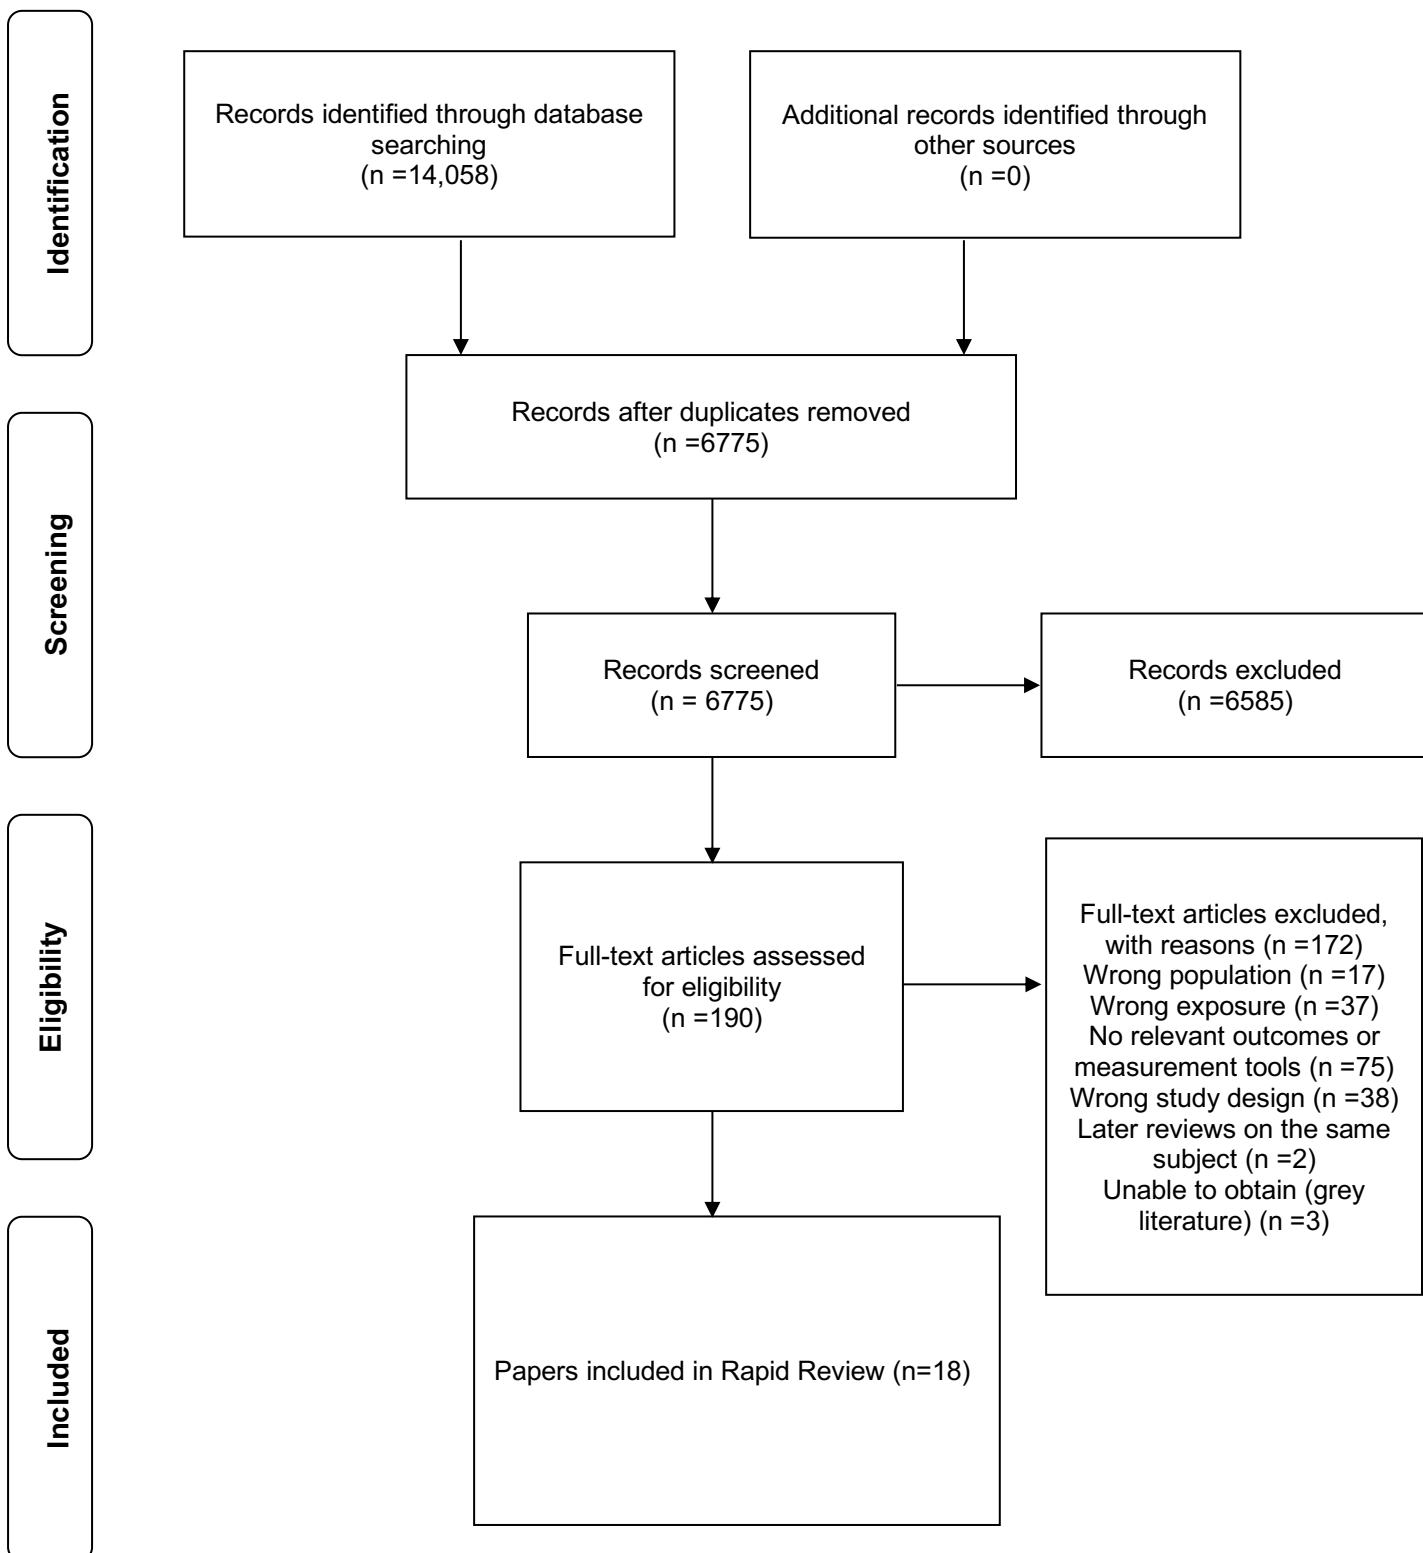 Identification
Records identified through database
searching
(n =14,058)
Additional records identified through
other sources
(n =0)
Records after duplicates removed
(n =6775)
Screening
Records screened
(n = 6775)
Records excluded
(n =6585)
Eligibility
Full-text articles assessed
for eligibility
(n =190)
Full-text articles excluded,
with reasons (n =172)
Wrong population (n =17)
Wrong exposure (n =37)
No relevant outcomes or
measurement tools (n =75)
Wrong study design (n =38)
Later reviews on the same
subject (n =2)
Unable to obtain (grey
literature) (n =3)
Included
Papers included in Rapid Review (n=18)